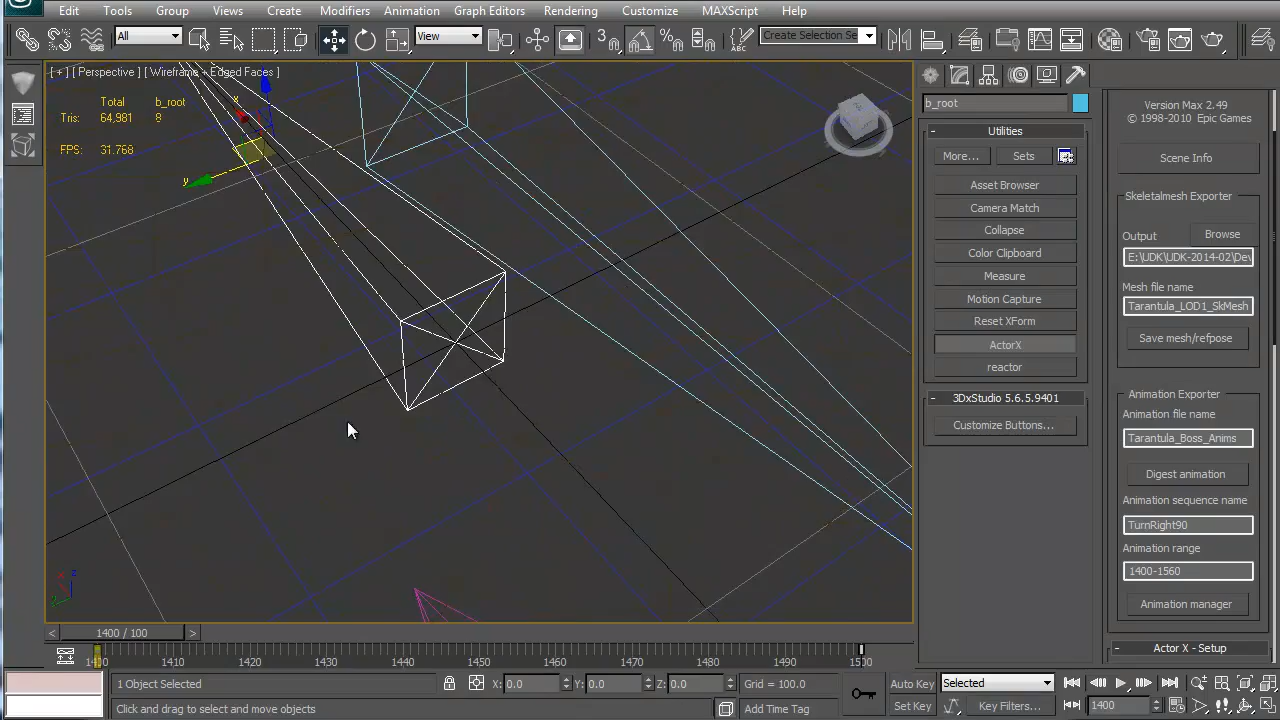 Edit Tools Group Views Create Modifiers Animation Graph Editors Rendering Customize MAXScript Help
All View 3 Create Selection Se
[ + ] [ Perspective ] [ Wireframe + Edged Faces ]
Total b_root
Tris: 64,981 8
FPS: 31.768
x
y
b_root
- Utilities
More... Sets
Asset Browser
Camera Match
Collapse
Color Clipboard
Measure
Motion Capture
Reset XForm
ActorX
reactor
- 3DxStudio 5.6.5.9401
Customize Buttons...
Version Max 2.49
© 1998-2010 Epic Games
Scene Info
Skeletalmesh Exporter
Output Browse
E:\UDK\UDK-2014-02\Dev
Mesh file name
Tarantula_LOD1_SkMesh
Save mesh/refpose
Animation Exporter
Animation file name
Tarantula_Boss_Anims
Digest animation
Animation sequence name
TurnRight90
Animation range
1400-1560
Animation manager
- Actor X - Setup
x z
< 1400 / 100 >
1400 1410 1420 1430 1440 1450 1460 1470 1480 1490 1500
1 Object Selected X: 0.0 Y: 0.0 Z: 0.0 Grid = 100.0 Auto Key Selected
Click and drag to select and move objects Add Time Tag Set Key Key Filters... 1400